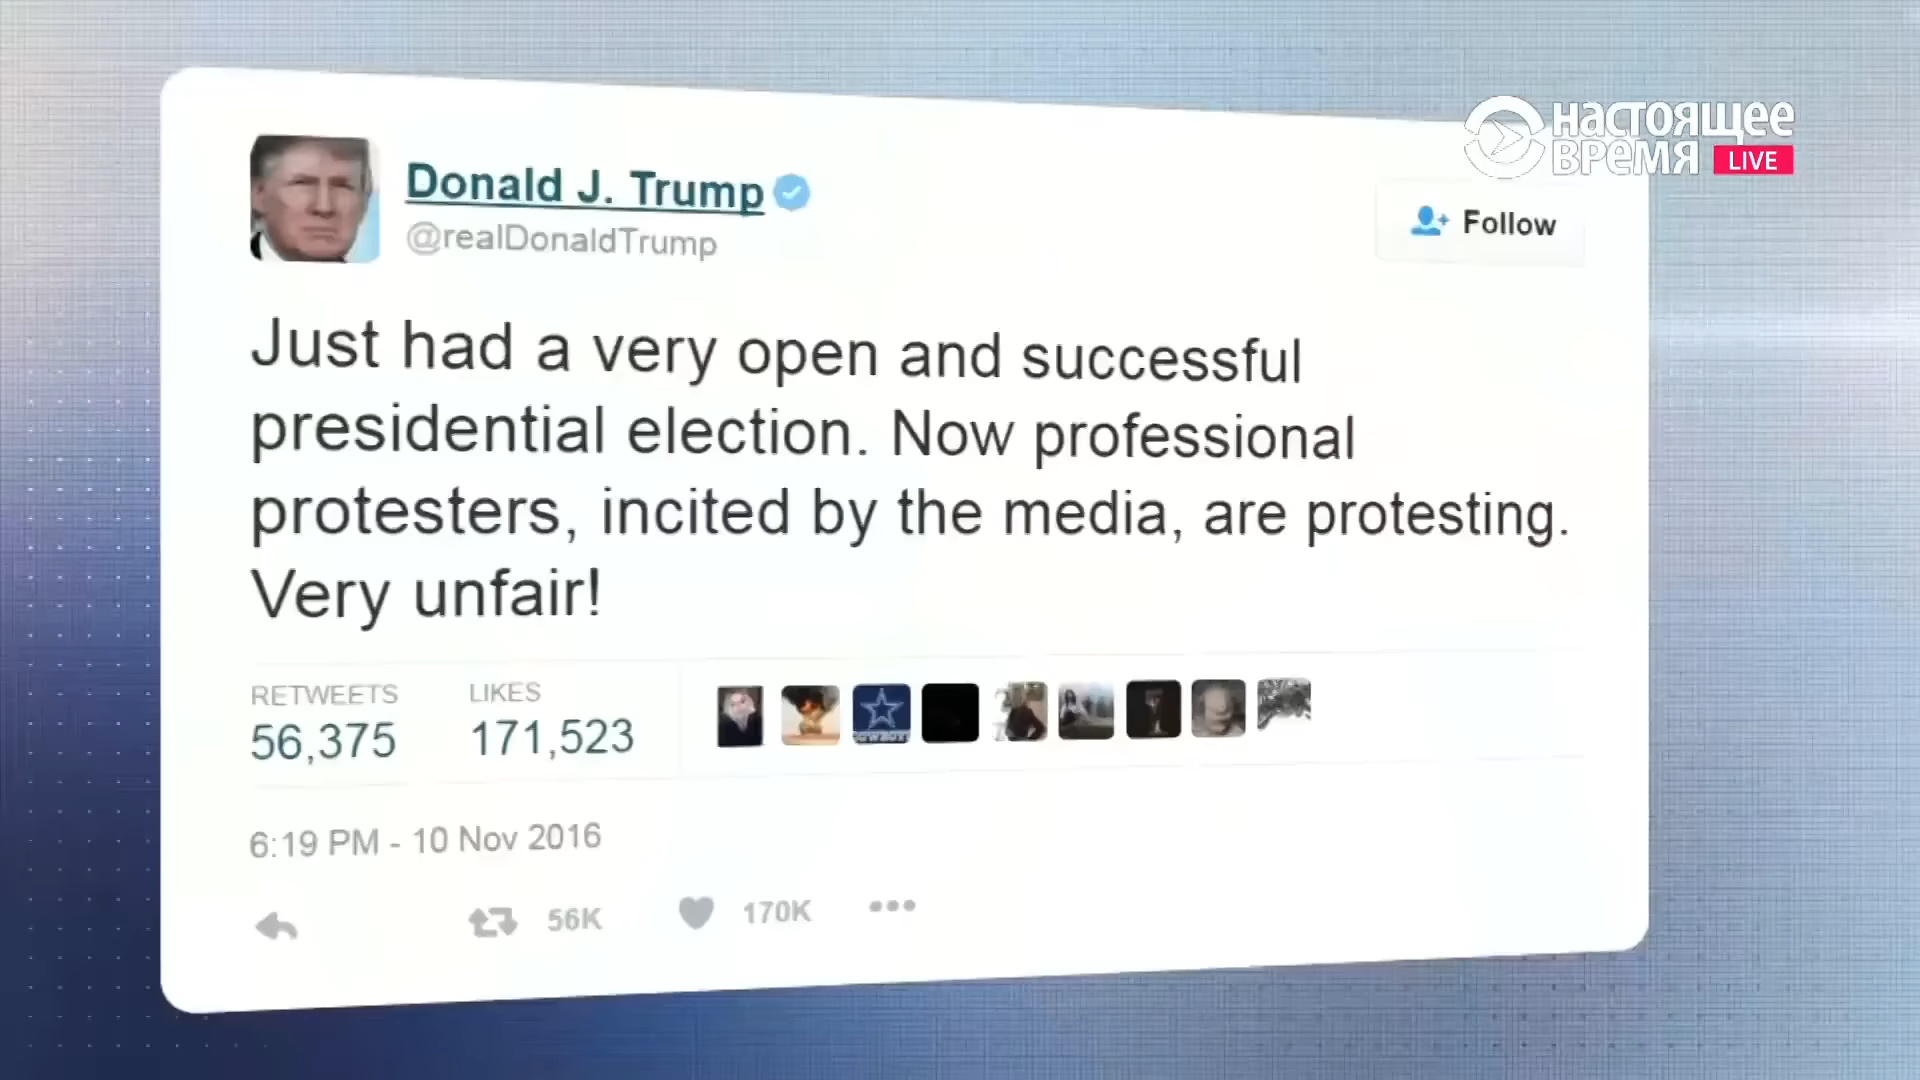 НАСТОЯЩЕЕ
ВРЕМЯ LIVE
Donald J. Trump
@realDonaldTrump
Follow
Just had a very open and successful
presidential election. Now professional
protesters, incited by the media, are protesting.
Very unfair!
RETWEETS LIKES
56,375 171,523
COWBOYS
6:19 PM - 10 Nov 2016
56K 170K